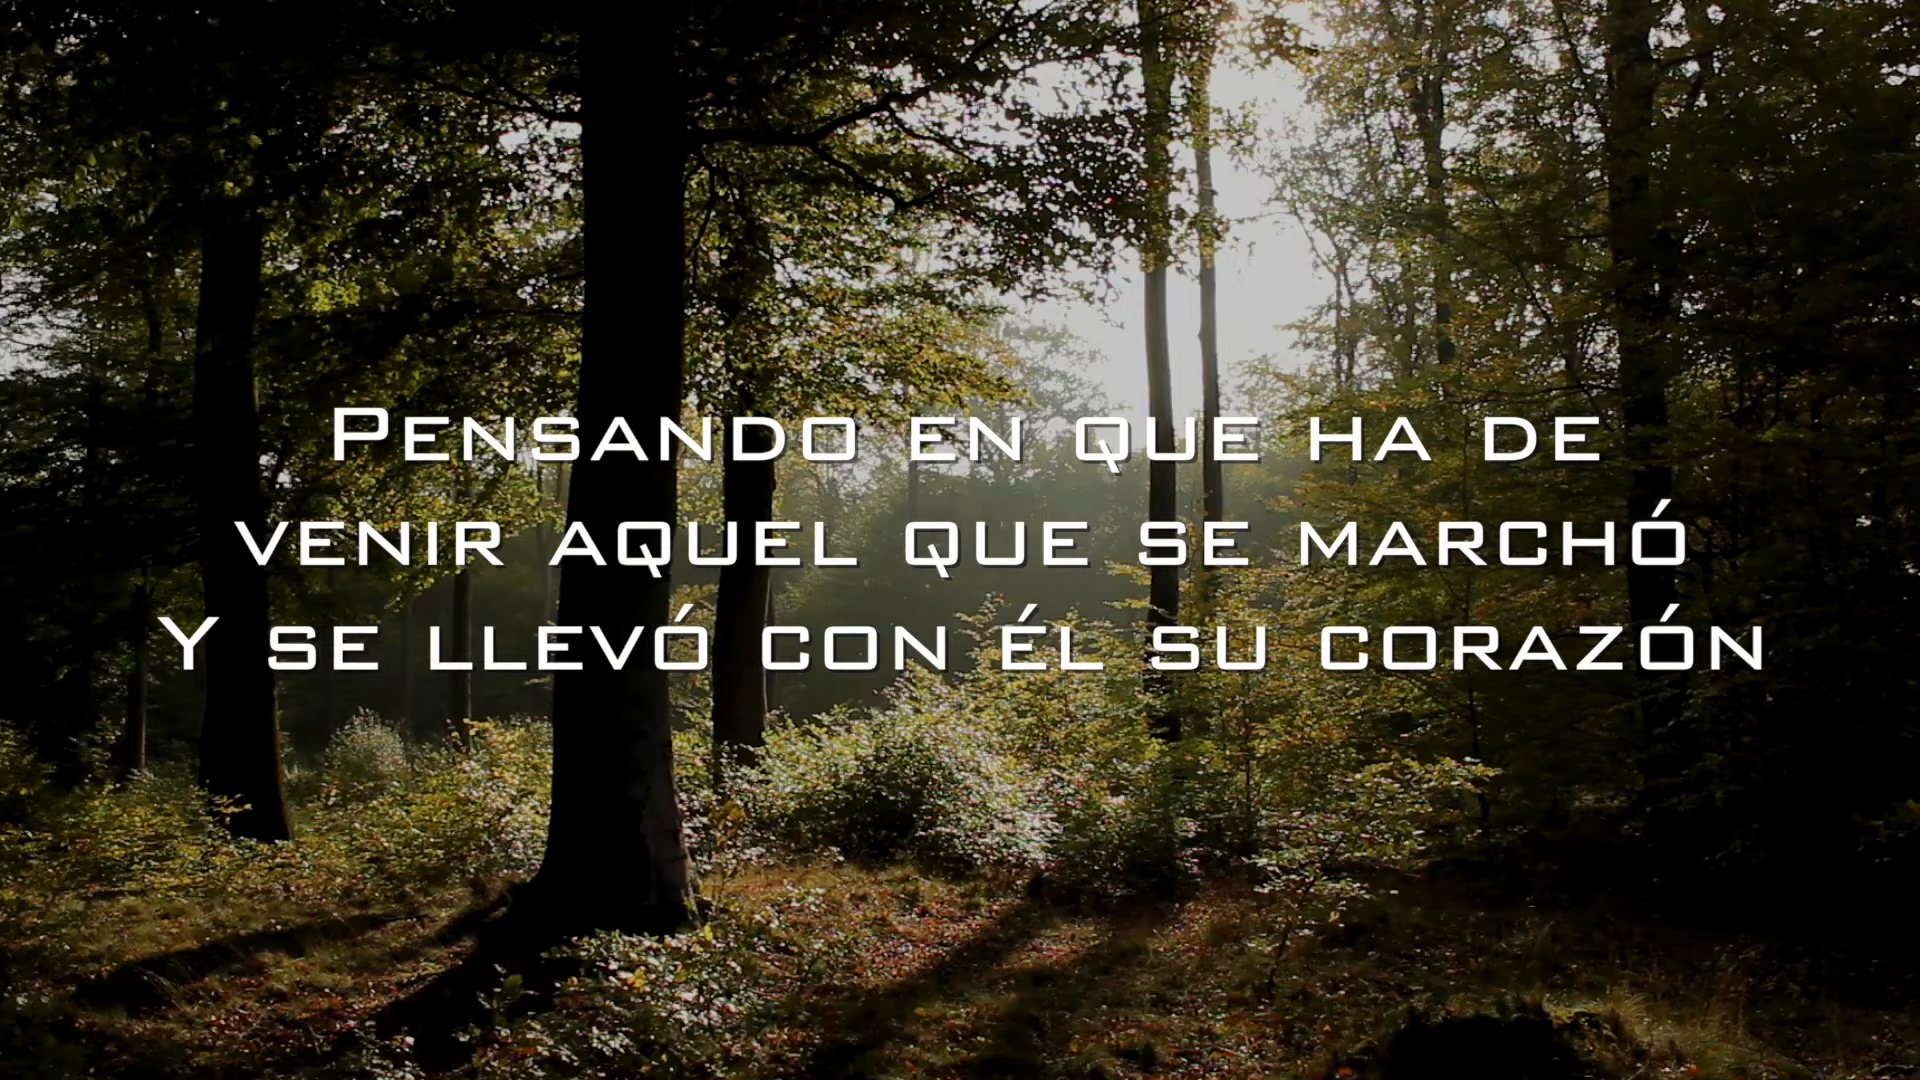 Pensando en que ha de
venir aquel que se marchó
Y se llevó con él su corazón